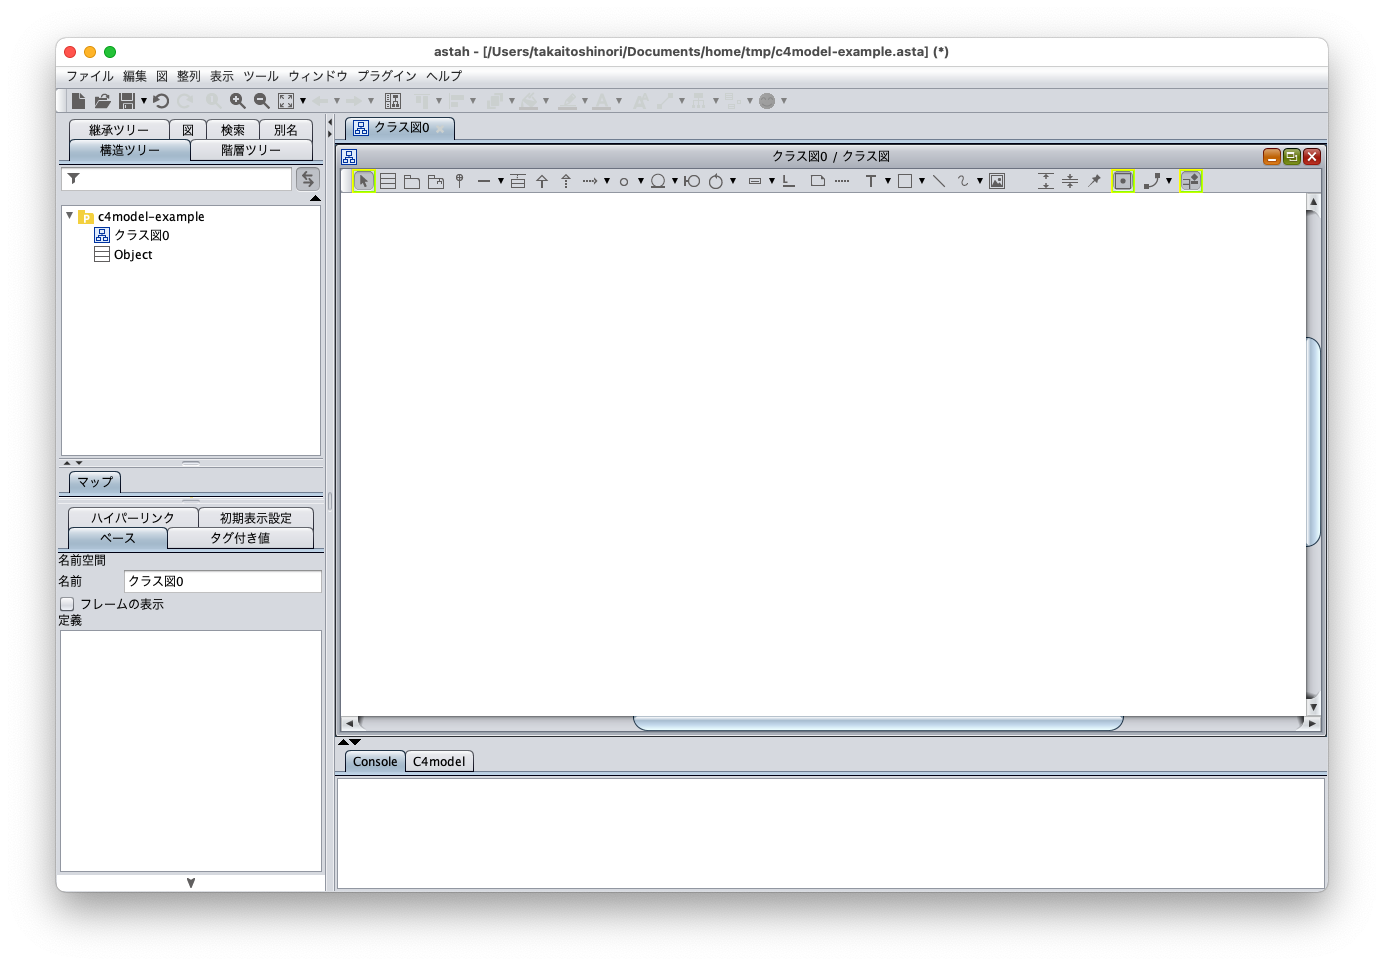 astah - [/Users/takaitoshinori/Documents/home/tmp/c4model-example.asta] (*)
ファイル 編集 図 整列 表示 ツール ウィンドウ プラグイン ヘルプ
継承ツリー 図 検索 別名
構造ツリー 階層ツリー
c4model-example
クラス図0
Object
マップ
ハイパーリンク 初期表示設定
ベース タグ付き値
名前空間
名前 クラス図0
フレームの表示
定義
クラス図0
クラス図0 / クラス図
Console C4model